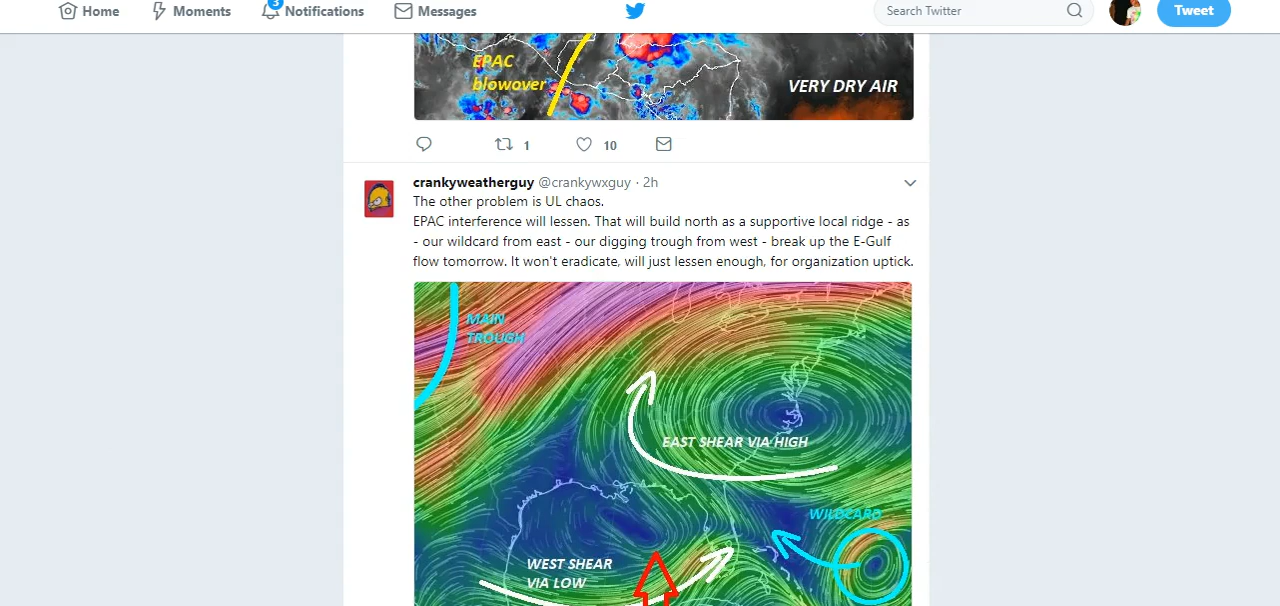 Home
Moments
3
Notifications
Messages
Search Twitter
Tweet
EPAC
blowover
VERY DRY AIR
1
10
crankyweatherguy @crankywxguy · 2h
The other problem is UL chaos.
EPAC interference will lessen. That will build north as a supportive local ridge - as
- our wildcard from east - our digging trough from west - break up the E-Gulf
flow tomorrow. It won't eradicate, will just lessen enough, for organization uptick.
MAIN
TROUGH
EAST SHEAR VIA HIGH
WILDCARD
WEST SHEAR
VIA LOW